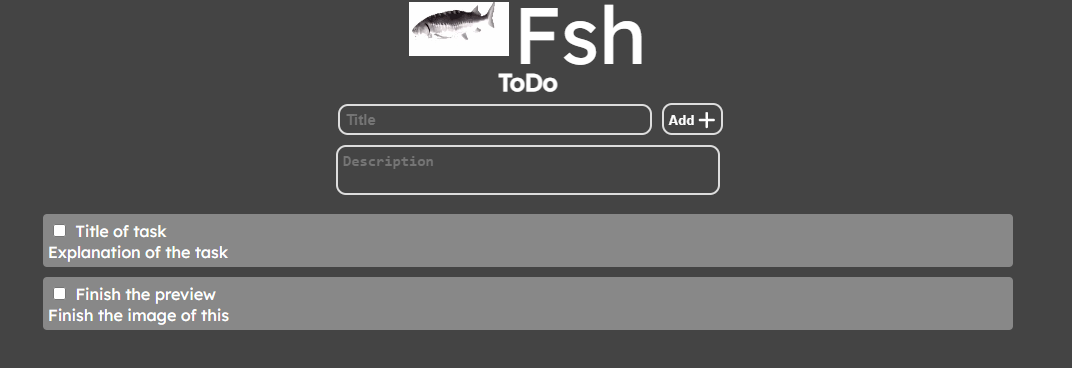 Fsh
ToDo
Title
Add
Description
Title of task
Explanation of the task
Finish the preview
Finish the image of this